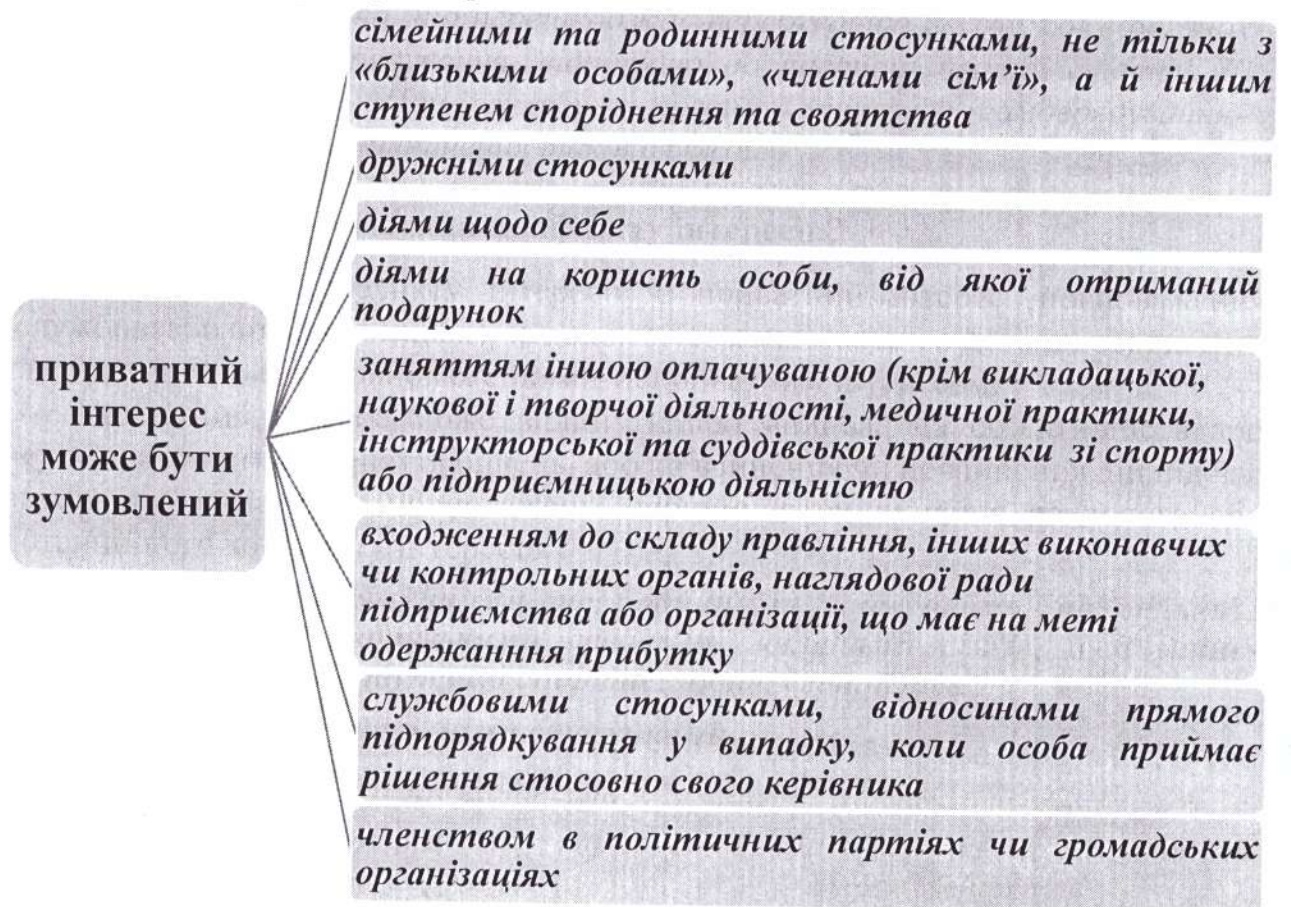 сімейними та родинними стосунками, не тільки з
«близькими особами», «членами сім’ї», а й іншим
ступенем споріднення та своятства
дружніми стосунками
діями щодо себе
діями на користь особи, від якої отриманий
подарунок
приватний
інтерес
може бути
зумовлений
заняттям іншою оплачуваною (крім викладацької,
наукової і творчої діяльності, медичної практики,
інструкторської та суддівської практики зі спорту)
або підприємницькою діяльністю
входженням до складу правління, інших виконавчих
чи контрольних органів, наглядової ради
підприємства або організації, що має на меті
одержанння прибутку
службовими стосунками, відносинами прямого
підпорядкування у випадку, коли особа приймає
рішення стосовно свого керівника
членством в політичних партіях чи громадських
організаціях